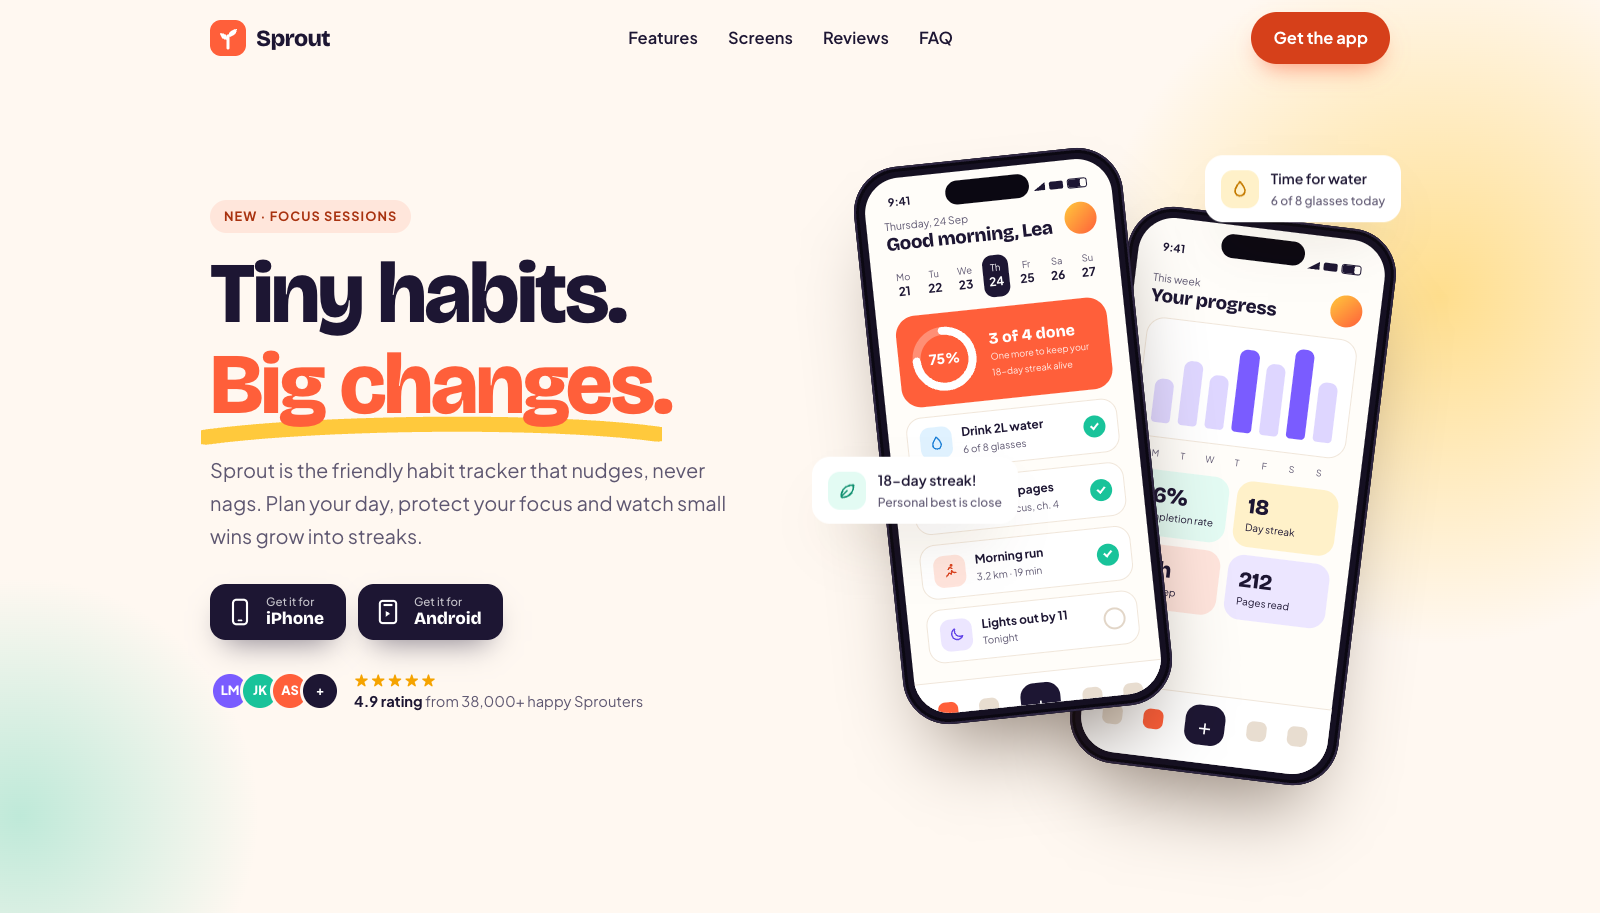 Sprout
Features
Screens
Reviews
FAQ
Get the app
NEW · FOCUS SESSIONS
Tiny habits.
Big changes.
Sprout is the friendly habit tracker that nudges, never
nags. Plan your day, protect your focus and watch small
wins grow into streaks.
Get it for
iPhone
Get it for
Android
LM
JK
AS
+
4.9 rating from 38,000+ happy Sprouters
9:41
Thursday, 24 Sep
Good morning, Lea
Mo Tu We Th Fr Sa Su
21 22 23 24 25 26 27
75%
3 of 4 done
One more to keep your
18-day streak alive
Drink 2L water
6 of 8 glasses
18-day streak!
Personal best is close
pages
ch. 4
Morning run
3.2 km · 19 min
Lights out by 11
Tonight
+
Time for water
6 of 8 glasses today
9:41
This week
Your progress
M T W T F S S
6%
rate
18
Day streak
212
Pages read
+